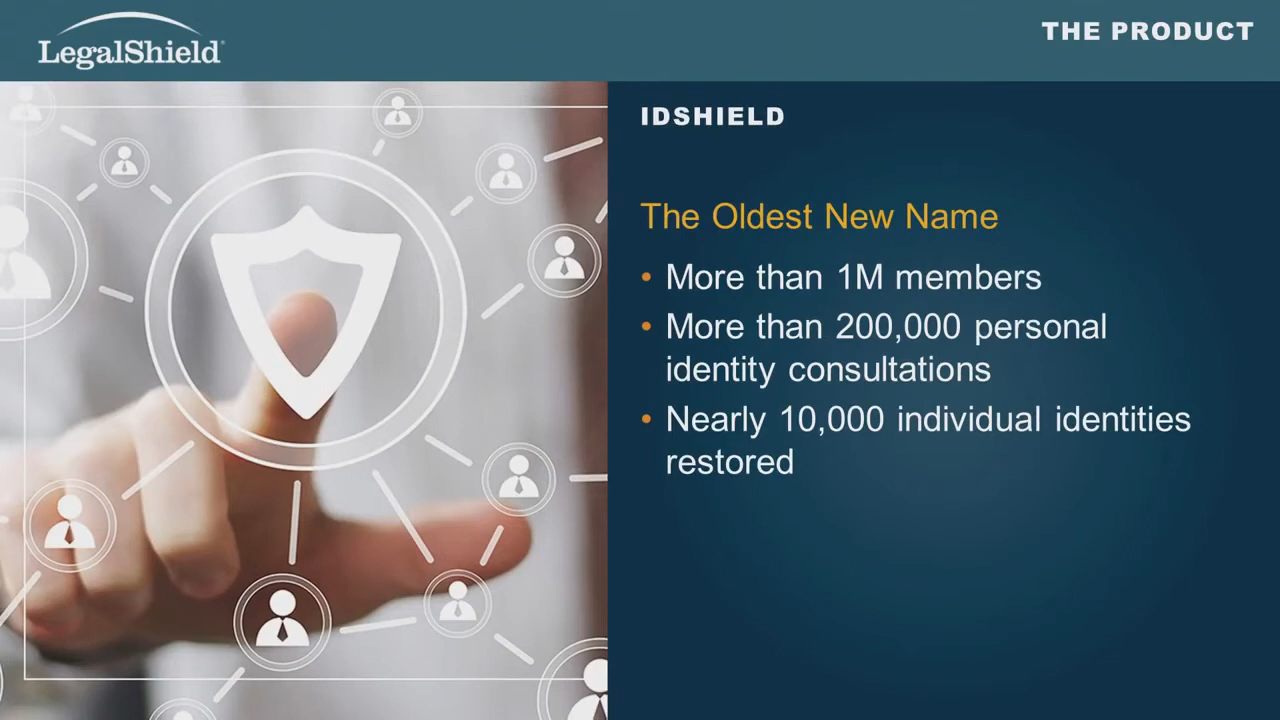 LegalShield
THE PRODUCT
IDSHIELD
The Oldest New Name
• More than 1M members
• More than 200,000 personal
identity consultations
• Nearly 10,000 individual identities
restored